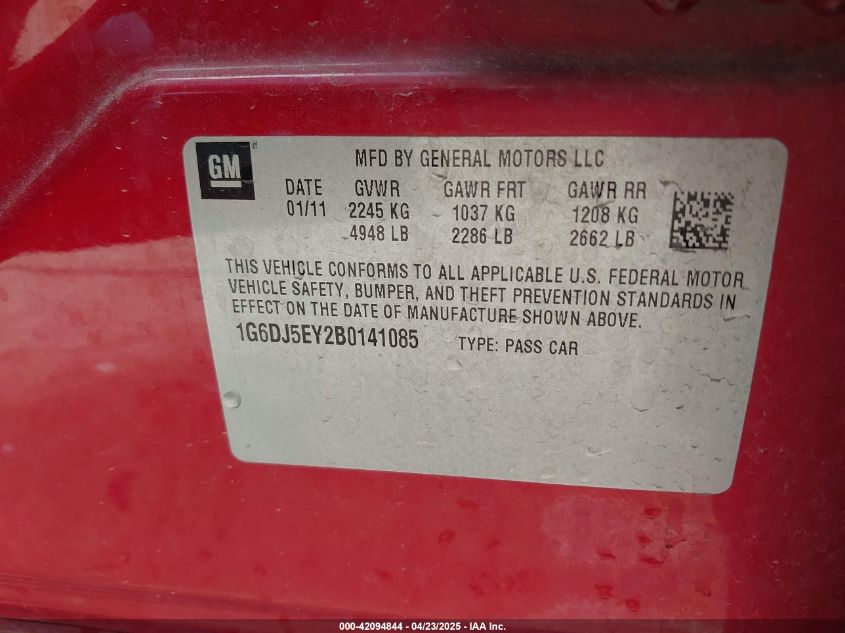 GM
MFD BY GENERAL MOTORS LLC
DATE GVWR GAWR FRT GAWR RR
01/11 2245 KG 1037 KG 1208 KG
4948 LB 2286 LB 2662 LB
THIS VEHICLE CONFORMS TO ALL APPLICABLE U.S. FEDERAL MOTOR
VEHICLE SAFETY, BUMPER, AND THEFT PREVENTION STANDARDS IN
EFFECT ON THE DATE OF MANUFACTURE SHOWN ABOVE.
1G6DJ5EY2B0141085 TYPE: PASS CAR
000-42094844 - 04/23/2025 - IAA Inc.